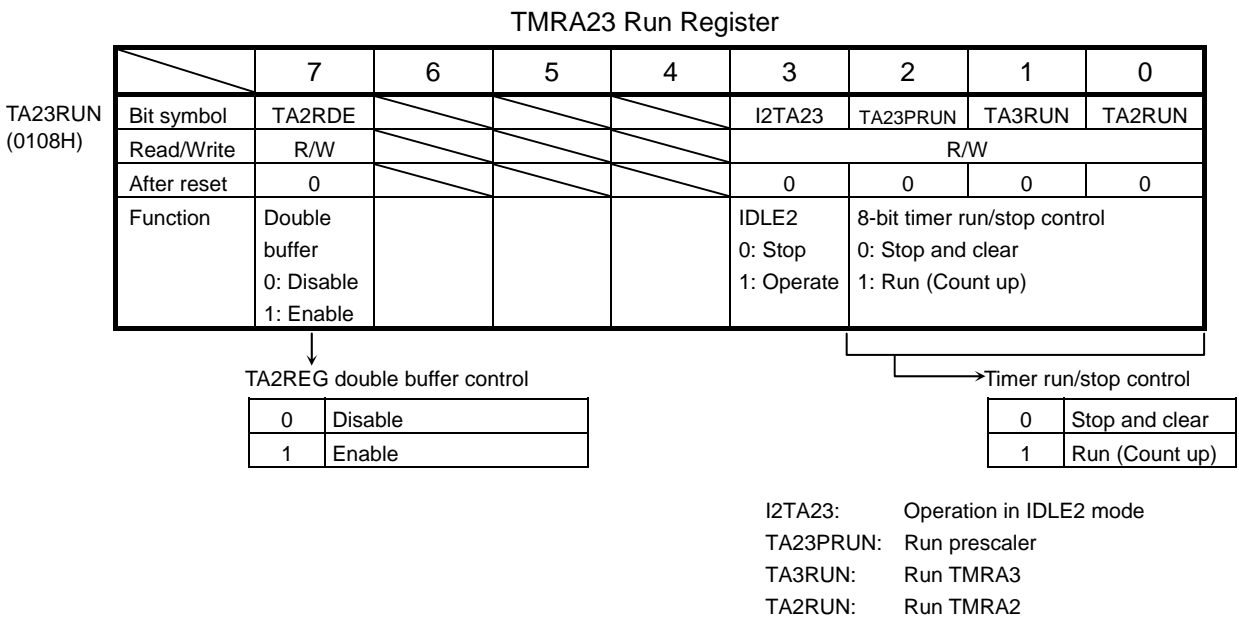 TMRA23 Run Register
7 6 5 4 3 2 1 0
TA23RUN Bit symbol TA2RDE I2TA23 TA23PRUN TA3RUN TA2RUN
(0108H) Read/Write R/W R/W
After reset 0 0 0 0 0
Function Double IDLE2 8-bit timer run/stop control
buffer 0: Stop 0: Stop and clear
0: Disable 1: Operate 1: Run (Count up)
1: Enable
TA2REG double buffer control Timer run/stop control
0 Disable 0 Stop and clear
1 Enable 1 Run (Count up)
I2TA23: Operation in IDLE2 mode
TA23PRUN: Run prescaler
TA3RUN: Run TMRA3
TA2RUN: Run TMRA2